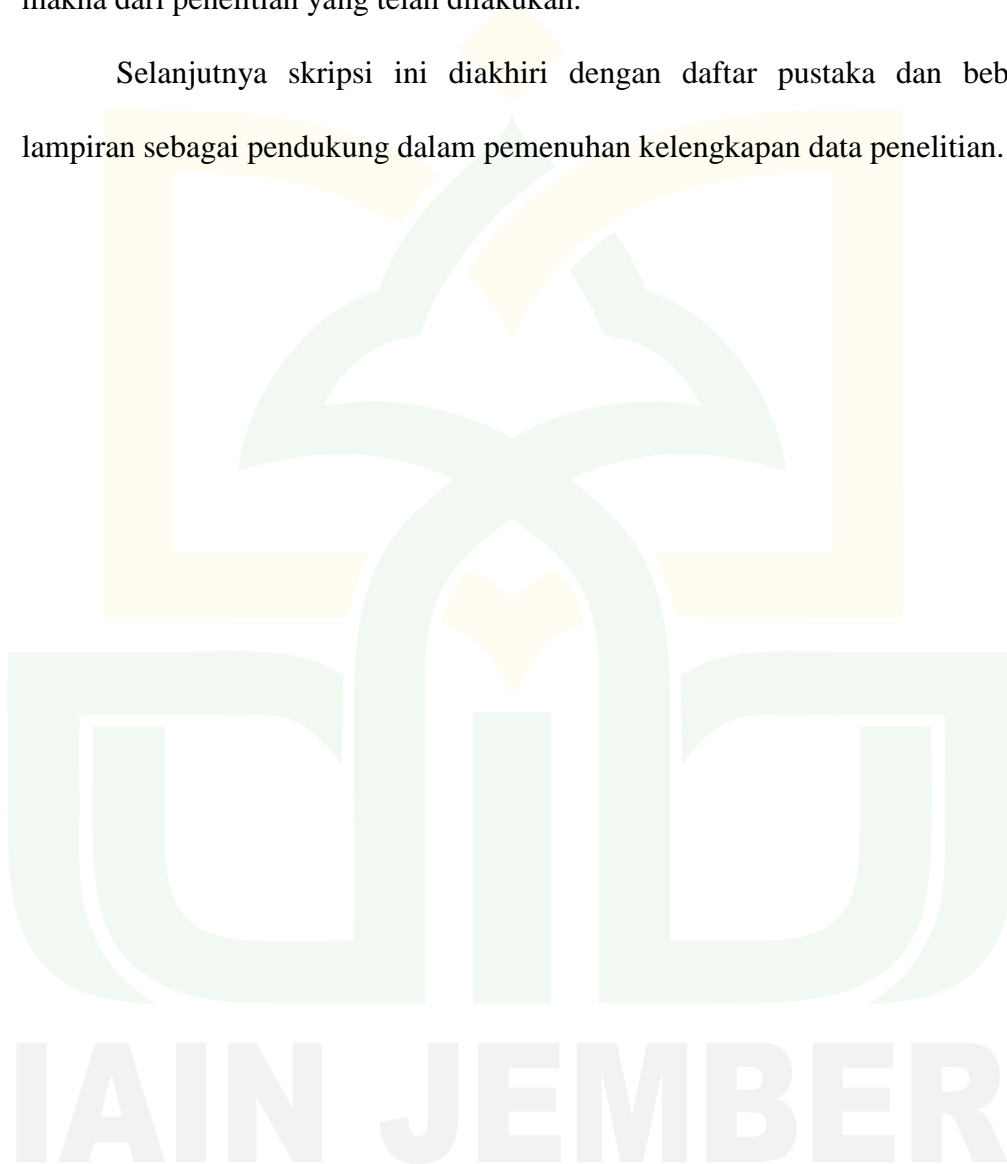 makna dari penelitian yang telah dilakukan.
Selanjutnya skripsi ini diakhiri dengan daftar pustaka dan beb
lampiran sebagai pendukung dalam pemenuhan kelengkapan data penelitian.
IAIN JEMBER